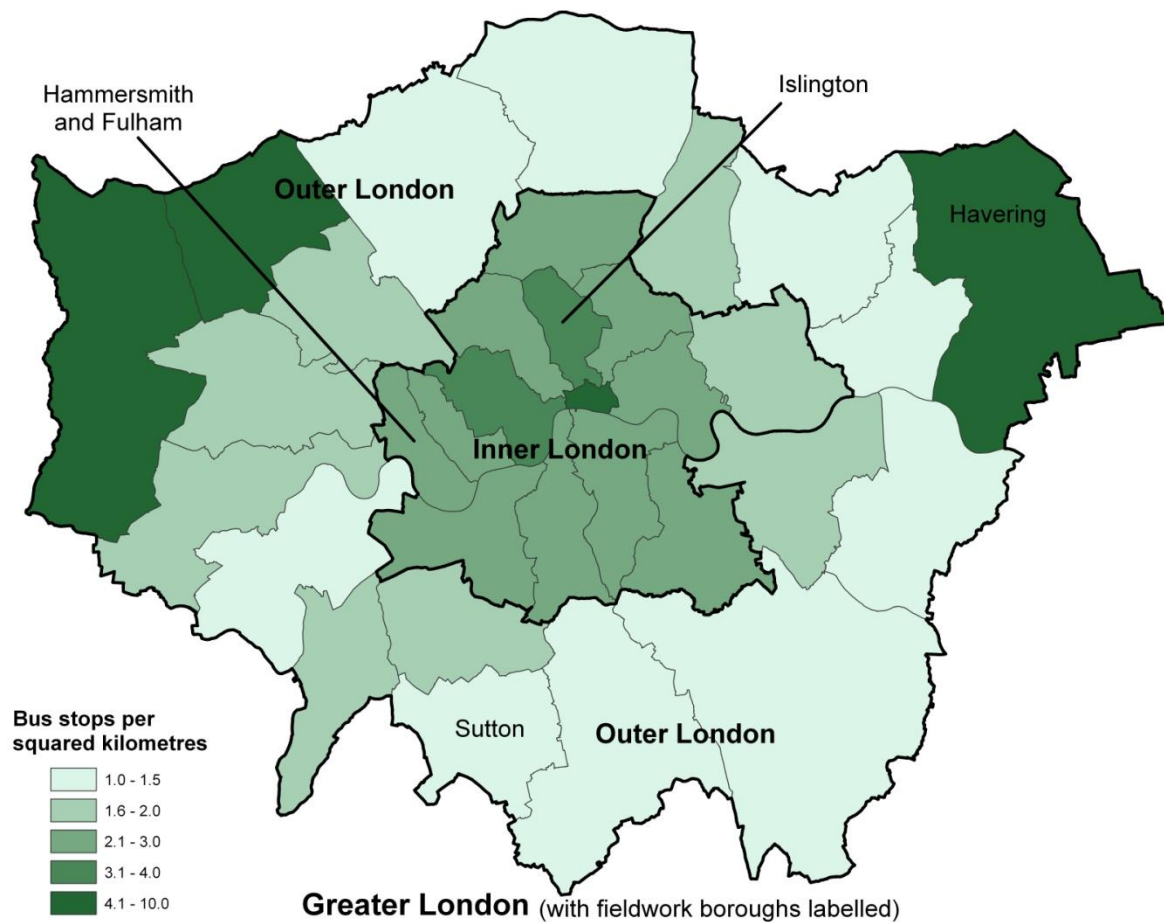 Hammersmith
and Fulham
Islington
Outer London
Havering
Inner London
Sutton
Outer London
Bus stops per
squared kilometres
1.0 - 1.5
1.6 - 2.0
2.1 - 3.0
3.1 - 4.0
4.1 - 10.0
Greater London (with fieldwork boroughs labelled)